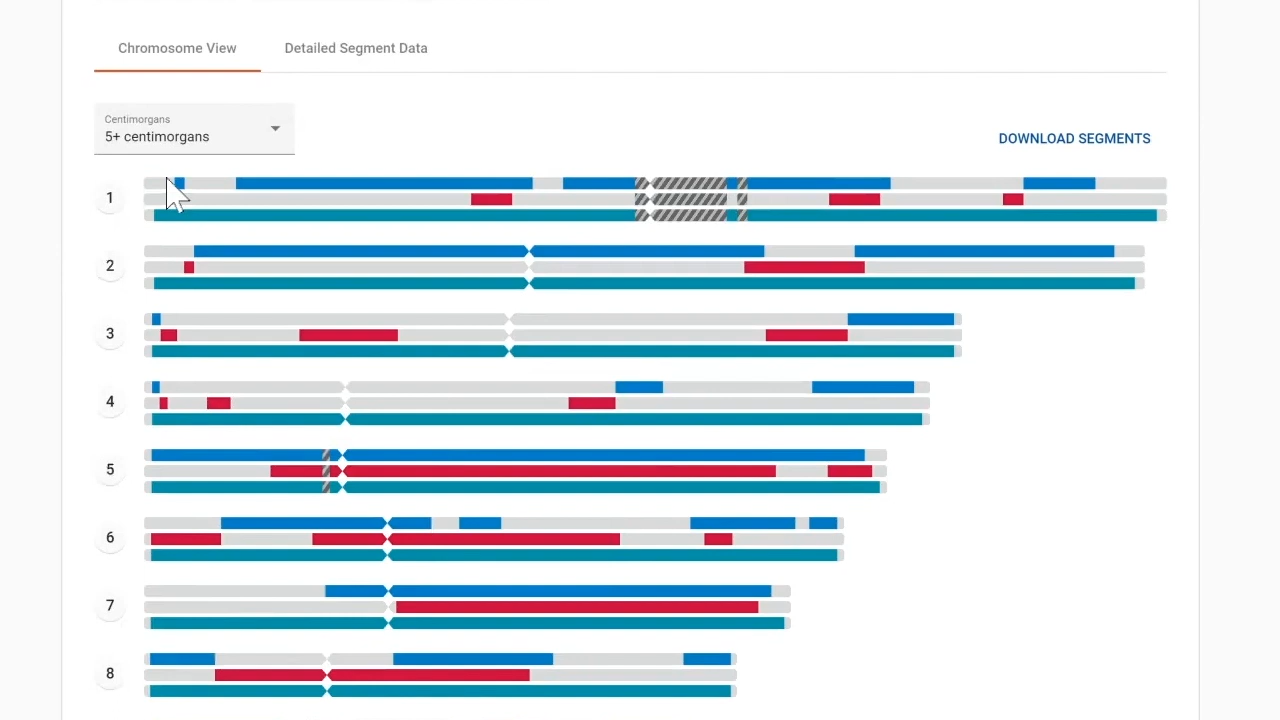 Chromosome View
Detailed Segment Data
Centimorgans
5+ centimorgans
DOWNLOAD SEGMENTS
1
2
3
4
5
6
7
8